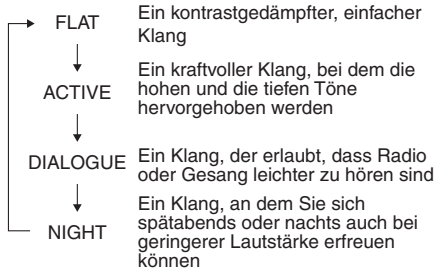 FLAT
Ein kontrastgedämpfter, einfacher
Klang
ACTIVE
Ein kraftvoller Klang, bei dem die
hohen und die tiefen Töne
hervorgehoben werden
DIALOGUE
Ein Klang, der erlaubt, dass Radio
oder Gesang leichter zu hören sind
NIGHT
Ein Klang, an dem Sie sich
spätabends oder nachts auch bei
geringerer Lautstärke erfreuen
können